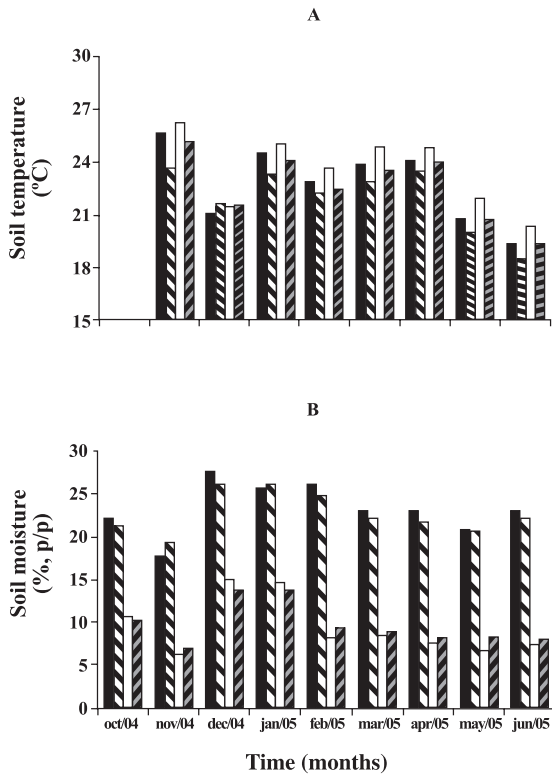 A
Soil temperature
(ºC)
30
27
24
21
18
15
B
Soil moisture
(%, p/p)
30
25
20
15
10
5
0
oct/04 nov/04 dec/04 jan/05 feb/05 mar/05 apr/05 may/05 jun/05
Time (months)